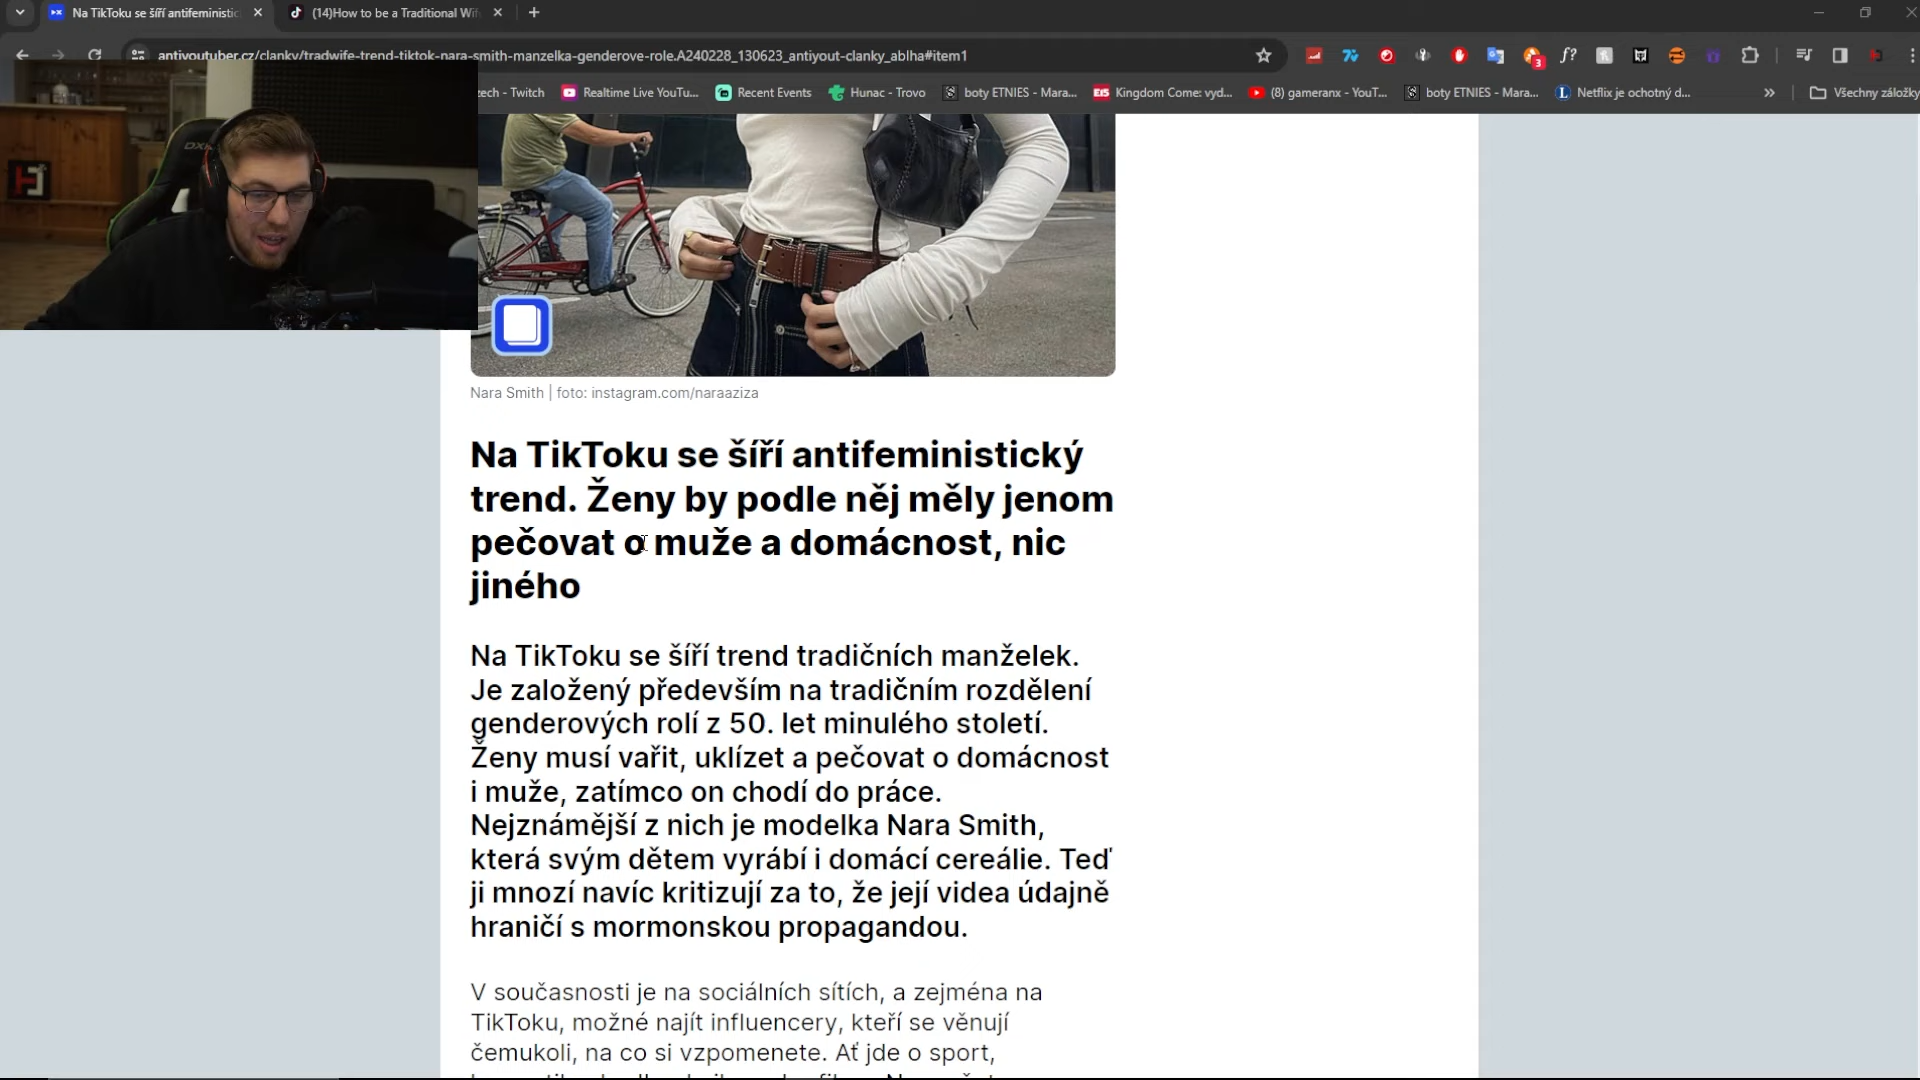 Na TikToku se šíří antifeministic
(14)How to be a Traditional Wif
antiyoutuber.cz/clanky/tradwife-trend-tiktok-nara-smith-manzelka-genderove-role.A240228_130623_antiyout-clanky_ablha#item1
zech - Twitch
Realtime Live YouTu...
Recent Events
Hunac - Trovo
boty ETNIES - Mara...
Kingdom Come: vyd...
(8) gameranx - YouT...
boty ETNIES - Mara...
Netflix je ochotný d...
Všechny záložky
Nara Smith | foto: instagram.com/naraaziza
Na TikToku se šíří antifeministický
trend. Ženy by podle něj měly jenom
pečovat o muže a domácnost, nic
jiného
Na TikToku se šíří trend tradičních manželek.
Je založený především na tradičním rozdělení
genderových rolí z 50. let minulého století.
Ženy musí vařit, uklízet a pečovat o domácnost
i muže, zatímco on chodí do práce.
Nejznámější z nich je modelka Nara Smith,
která svým dětem vyrábí i domácí cereálie. Teď
ji mnozí navíc kritizují za to, že její videa údajně
hraničí s mormonskou propagandou.
V současnosti je na sociálních sítích, a zejména na
TikToku, možné najít influencery, kteří se věnují
čemukoli, na co si vzpomenete. Ať jde o sport,